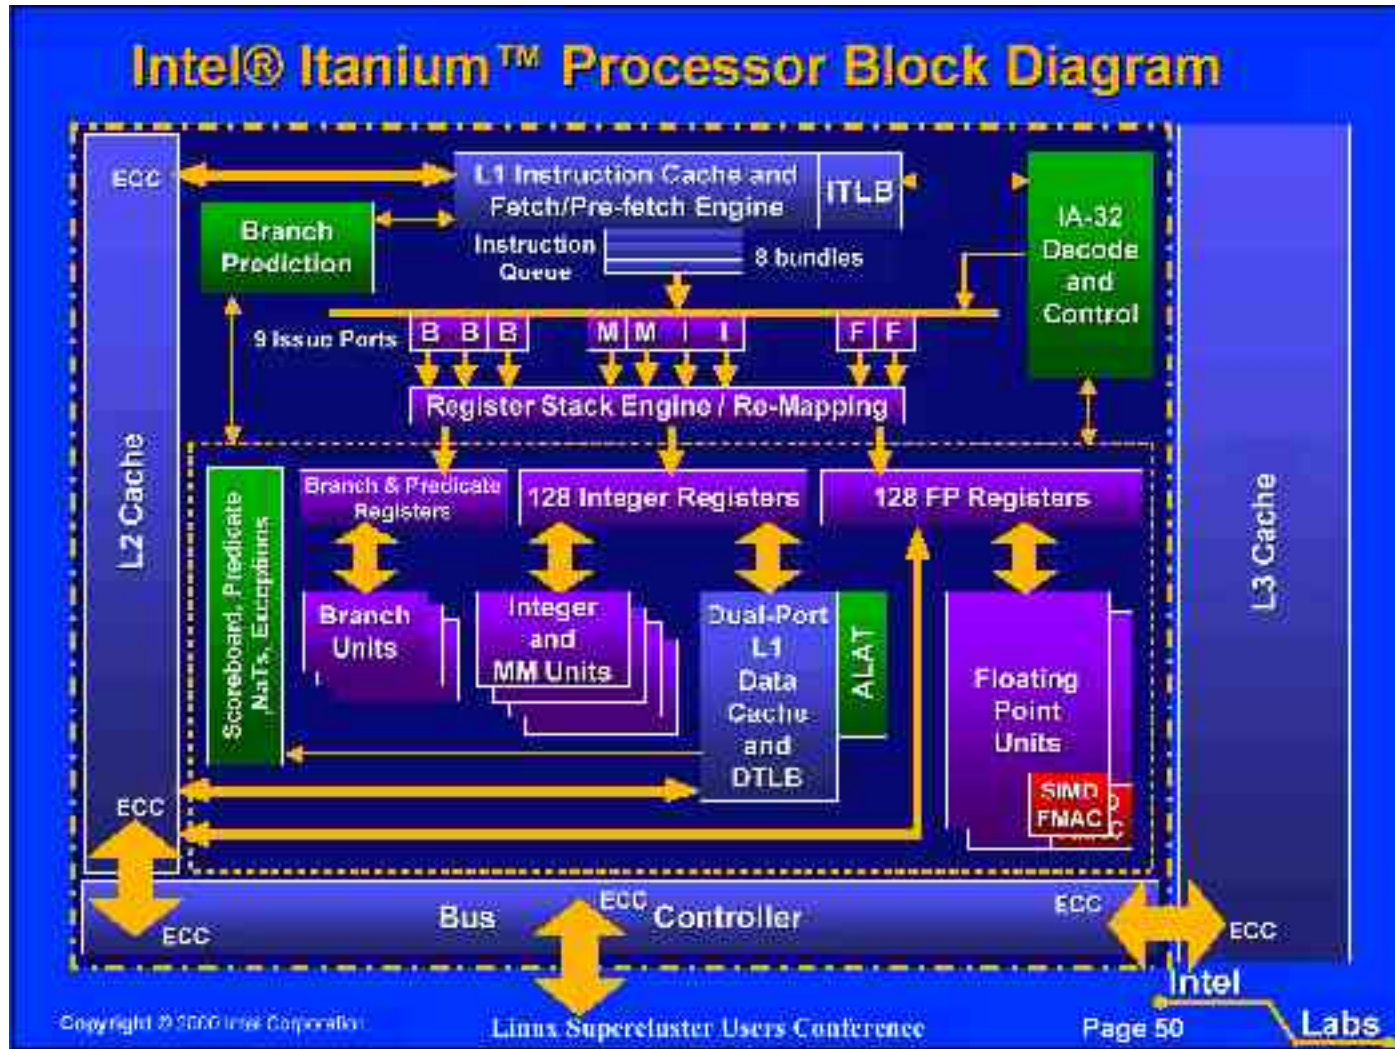 Intel® Itanium™ Processor Block Diagram
ECC
L1 Instruction Cache and
Fetch/Pre-fetch Engine
ITLB
IA-32
Decode
and
Control
Branch
Prediction
Instruction
Queue
8 bundles
9 Issue Ports
B B B
M M I I
F F
Register Stack Engine / Re-Mapping
L2 Cache
L3 Cache
Scoreboard, Predicate
,NaTs, Exceptions
Branch & Predicate
Registers
128 Integer Registers
128 FP Registers
Branch
Units
Integer
and
MM Units
Dual-Port
L1
Data
Cache
and
DTLB
ALAT
Floating
Point
Units
SIMD
FMAC
ECC
ECC
Bus
ECC
Controller
ECC
ECC
Copyright © 2000 Intel Corporation
Linux Supercluster Users Conference
Page 50
Intel
Labs